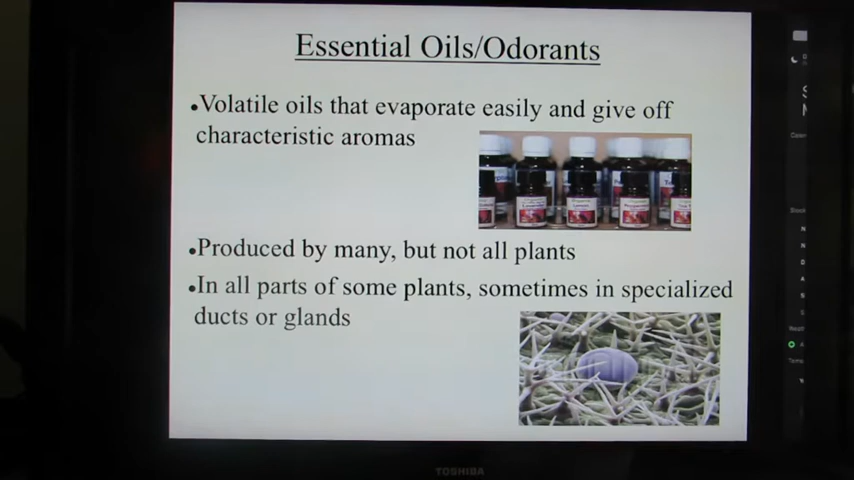 Essential Oils/Odorants
•Volatile oils that evaporate easily and give off
characteristic aromas
•Produced by many, but not all plants
•In all parts of some plants, sometimes in specialized
ducts or glands
TOSHIBA